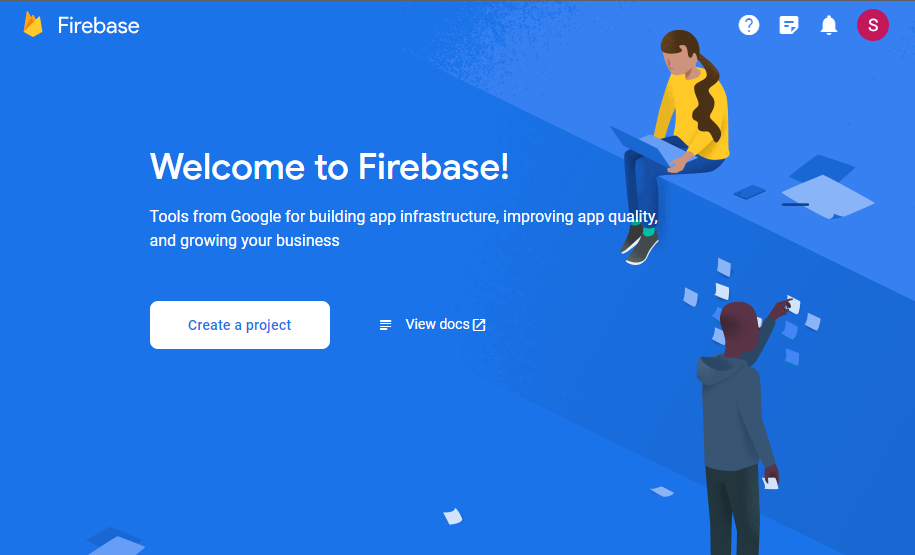 Firebase
S
Welcome to Firebase!
Tools from Google for building app infrastructure, improving app quality,
and growing your business
Create a project
View docs